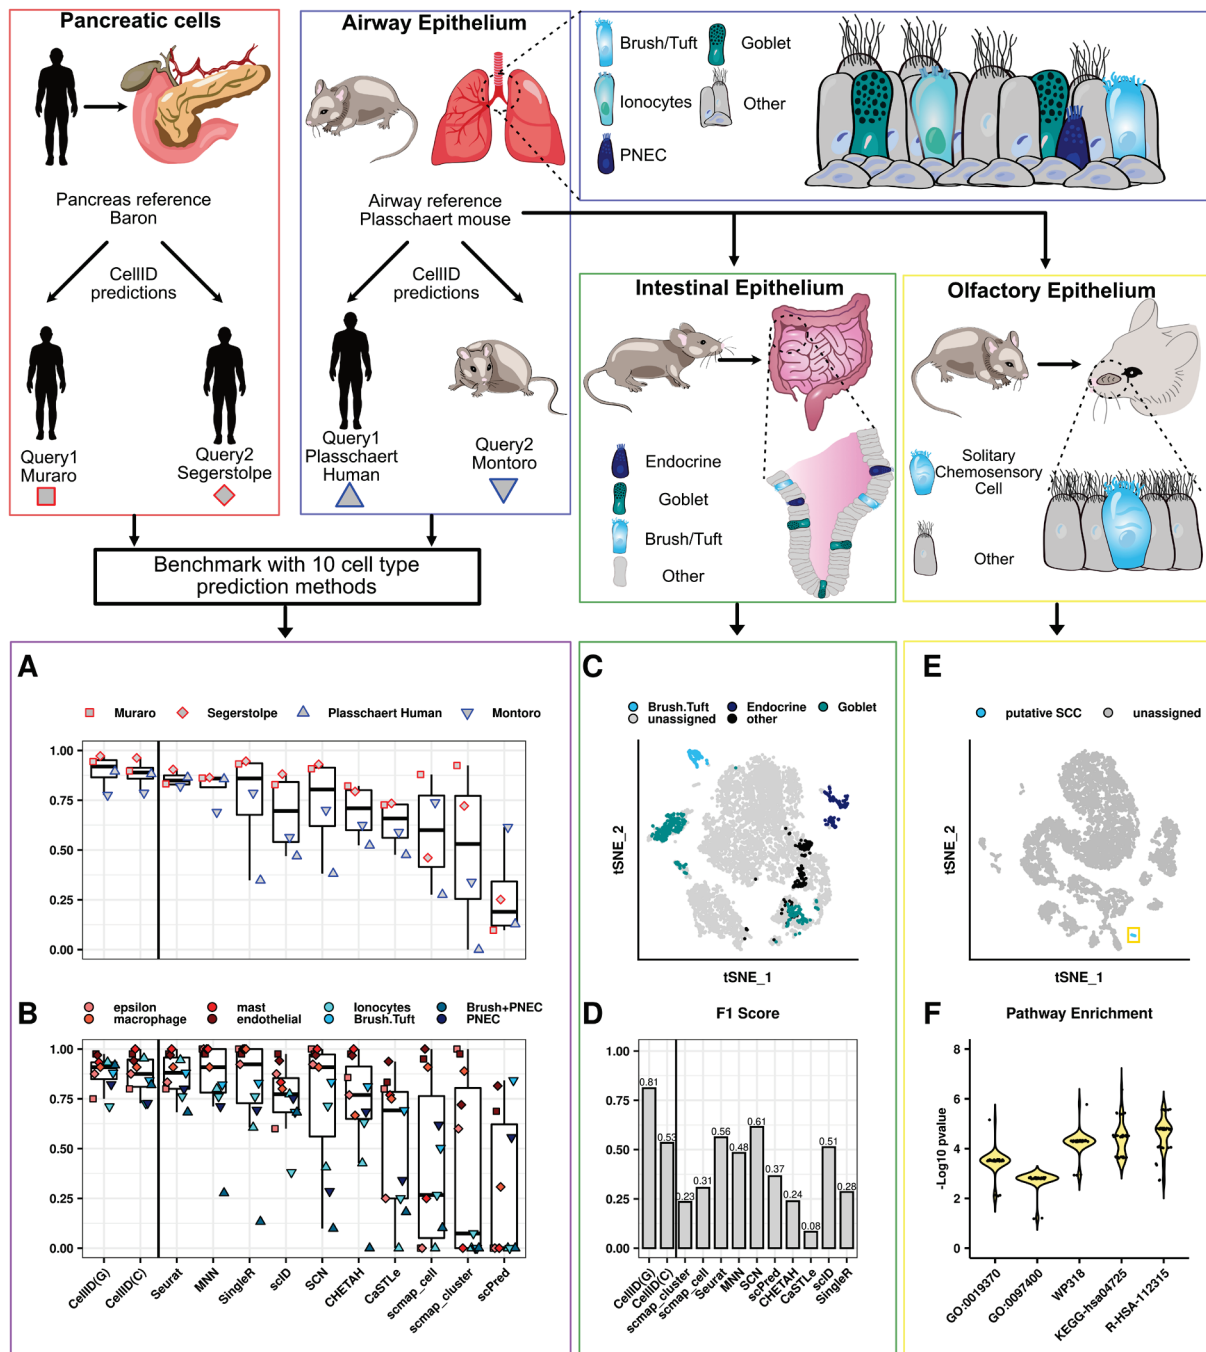 Pancreatic cells
Pancreas reference
Baron
CellID
predictions
Query1
Muraro
Query2
Segerstolpe
Airway Epithelium
Airway reference
Plasschaert mouse
CellID
predictions
Query1
Plasschaert
Human
Query2
Montoro
Brush/Tuft
Goblet
Ionocytes
Other
PNEC
Intestinal Epithelium
Endocrine
Goblet
Brush/Tuft
Other
Olfactory Epithelium
Solitary
Chemosensory
Cell
Other
Benchmark with 10 cell type
prediction methods
A
Muraro
Segerstolpe
Plasschaert Human
Montoro
1.00
0.75
0.50
0.25
0.00
B
epsilon
mast
Ionocytes
Brush+PNEC
macrophage
endothelial
Brush.Tuft
PNEC
1.00
0.75
0.50
0.25
0.00
CellID(G)
CellID(C)
Seurat
MNN
SingleR
scID
SCN
CHETAH
CaSTLe
scmap_cell
scmap_cluster
scPred
C
Brush.Tuft
Endocrine
Goblet
unassigned
other
tSNE_2
tSNE_1
D
F1 Score
1.00
0.75
0.50
0.25
0.00
0.81
0.53
0.23
0.31
0.56
0.48
0.61
0.37
0.24
0.08
0.51
0.28
CellID(G)
CellID(C)
scmap_cluster
scmap_cell
Seurat
MNN
SCN
scPred
CHETAH
CaSTLe
scID
SingleR
E
putative SCC
unassigned
tSNE_2
tSNE_1
F
Pathway Enrichment
-Log10 pvalue
8
6
4
2
0
GO:0019370
GO:0097400
WP318
KEGG-hsa04725
R-HSA-112315